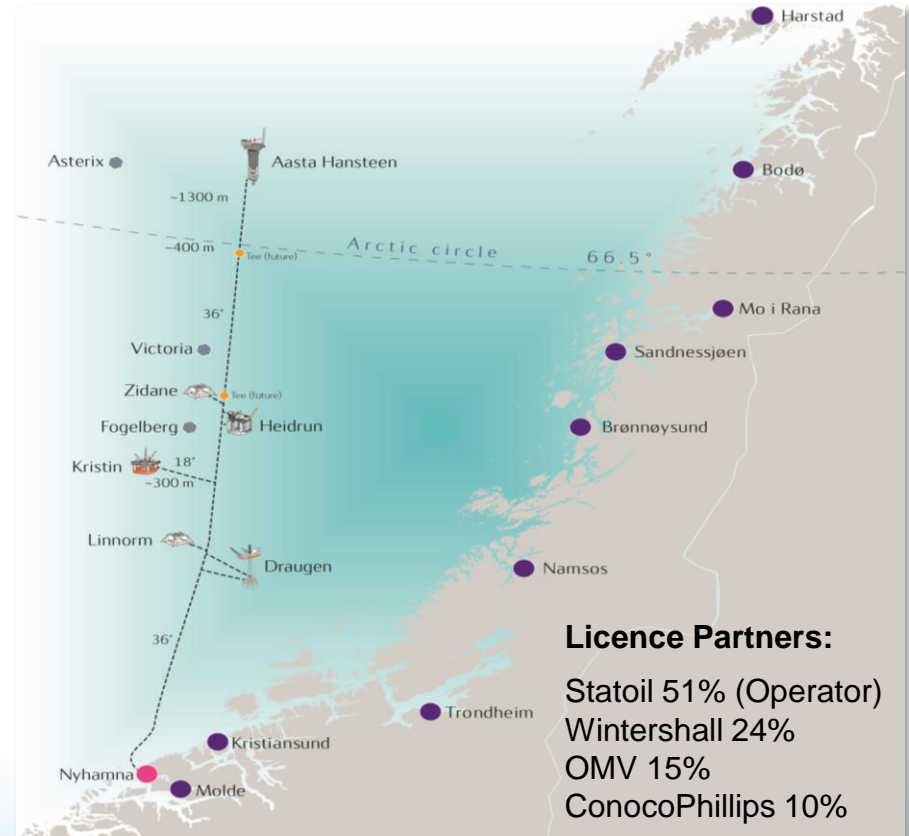 Harstad
Asterix
Aasta Hansteen
Bodø
~1300 m
~400 m
Arctic circle 66.5°
Tee (future)
36"
Mo i Rana
Victoria
Sandnessjøen
Zidane
Tee (future)
Fogelberg
Heidrun
Brønnøysund
Kristin
18"
~300 m
Linnorm
Draugen
Namsos
36"
Licence Partners:
Statoil 51% (Operator)
Wintershall 24%
OMV 15%
ConocoPhillips 10%
Trondheim
Kristiansund
Nyhamna
Molde